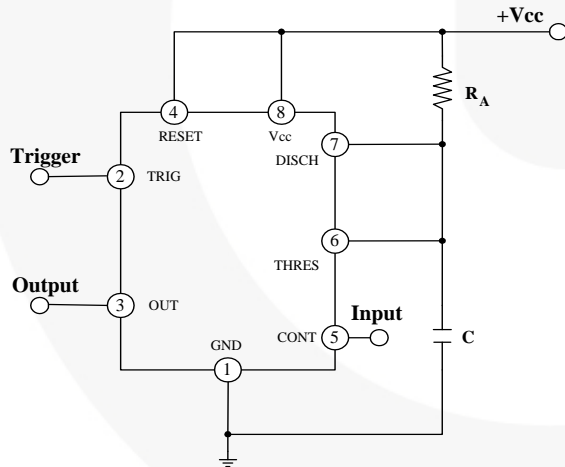 +Vcc
4
8
RESET
Vcc
R_A
7
DISCH
Trigger
2
TRIG
6
THRES
Output
3
OUT
Input
CONT
5
C
GND
1